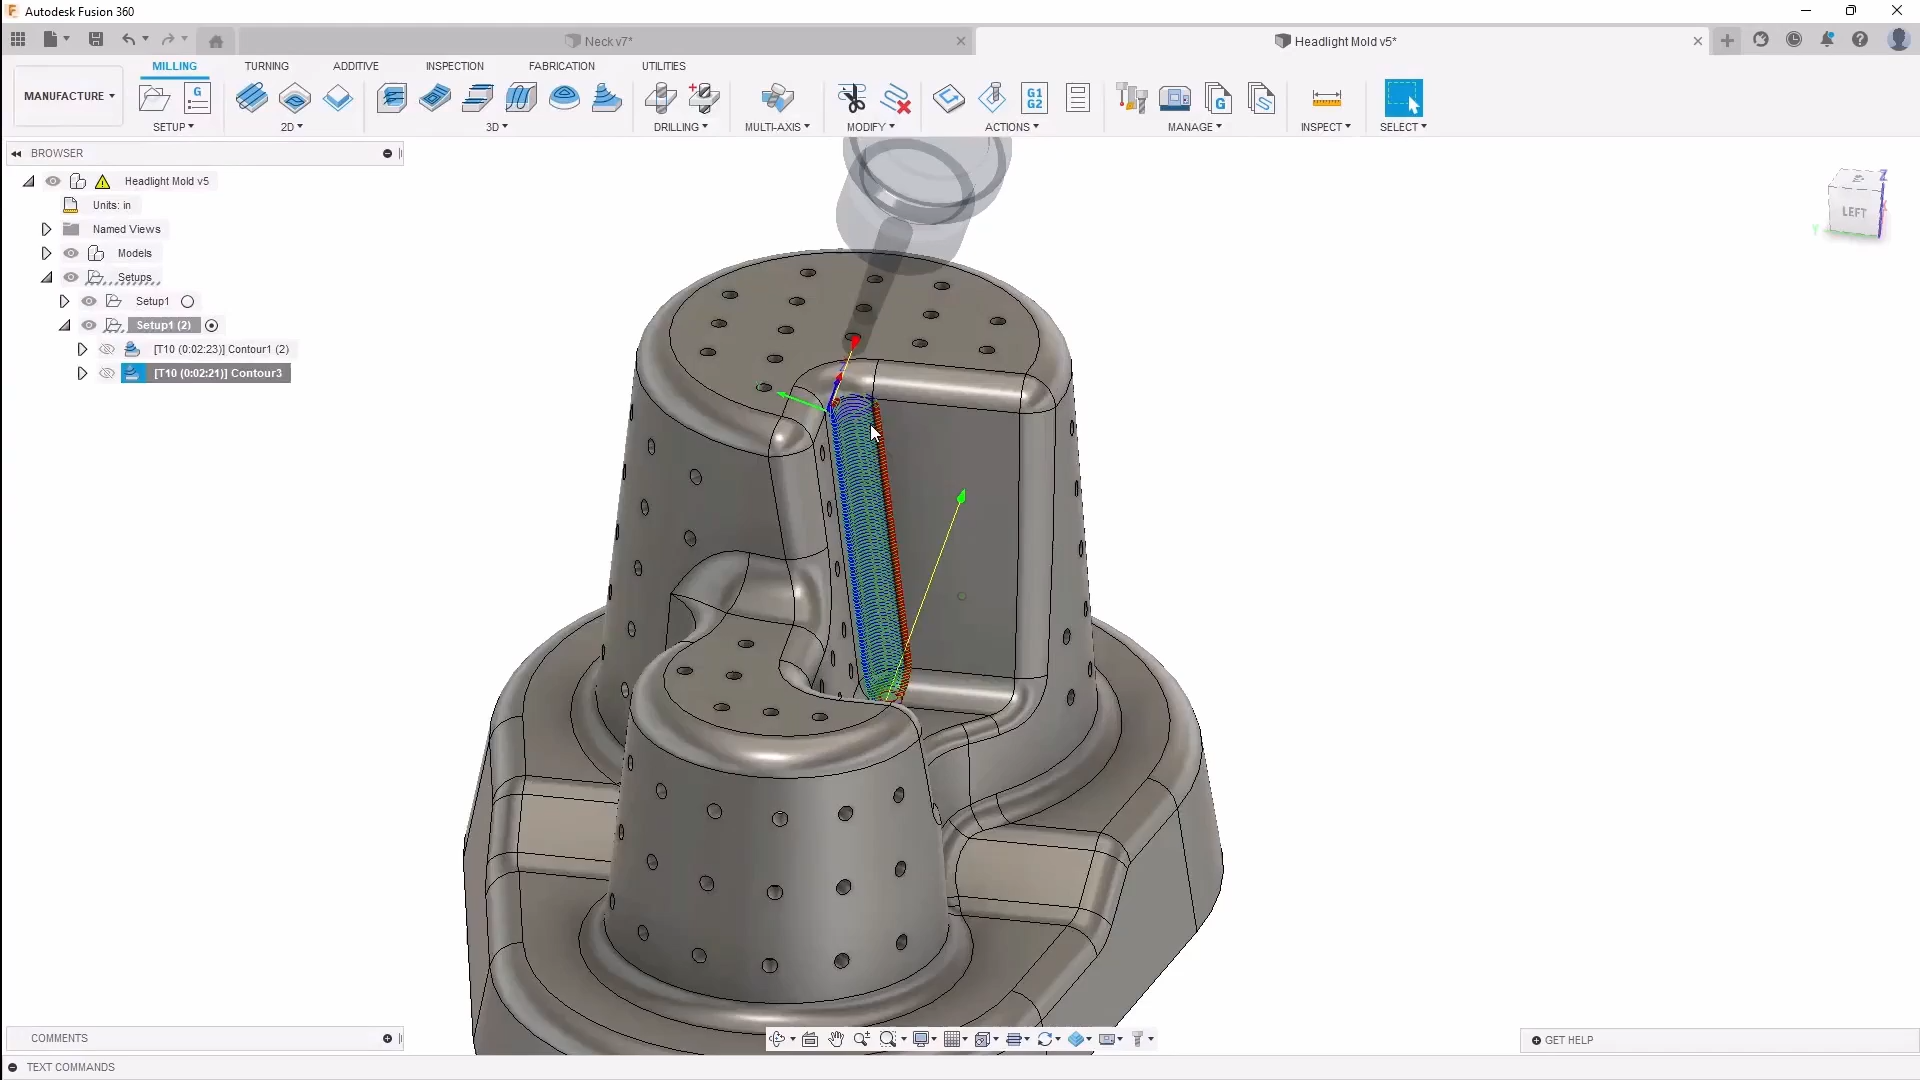 Autodesk Fusion 360
Neck v7*
Headlight Mold v5*
MILLING TURNING ADDITIVE INSPECTION FABRICATION UTILITIES
MANUFACTURE
G
G1
G2
G
SETUP 2D 3D DRILLING MULTI-AXIS MODIFY ACTIONS MANAGE INSPECT SELECT
BROWSER
Headlight Mold v5
Units: in
Named Views
Models
Setups
Setup1
Setup1 (2)
[T10 (0:02:23)] Contour1 (2)
[T10 (0:02:21)] Contour3
Z
LEFT
Y
COMMENTS
GET HELP
TEXT COMMANDS